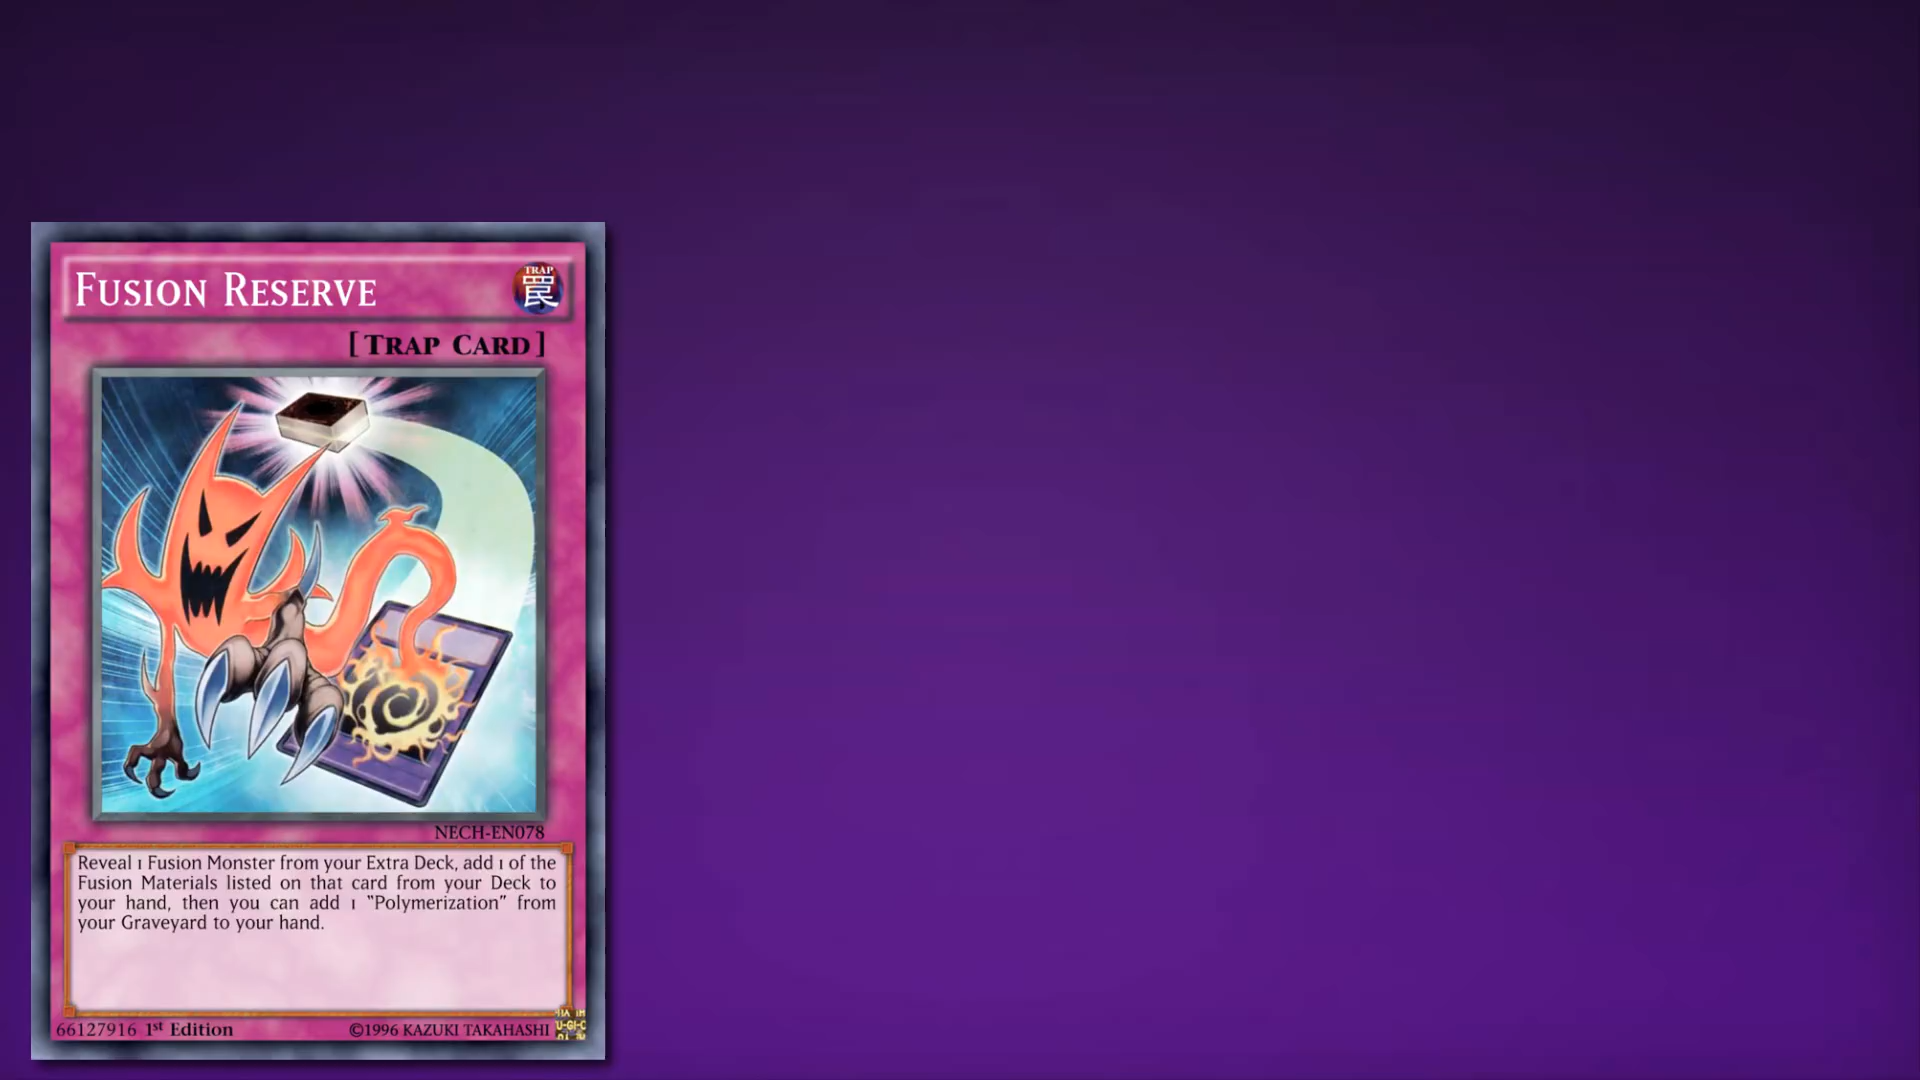 Fusion Reserve
TRAP
罠
[Trap Card]
NECH-EN078
Reveal 1 Fusion Monster from your Extra Deck, add 1 of the
Fusion Materials listed on that card from your Deck to
your hand, then you can add 1 “Polymerization” from
your Graveyard to your hand.
66127916 1st Edition
©1996 KAZUKI TAKAHASHI